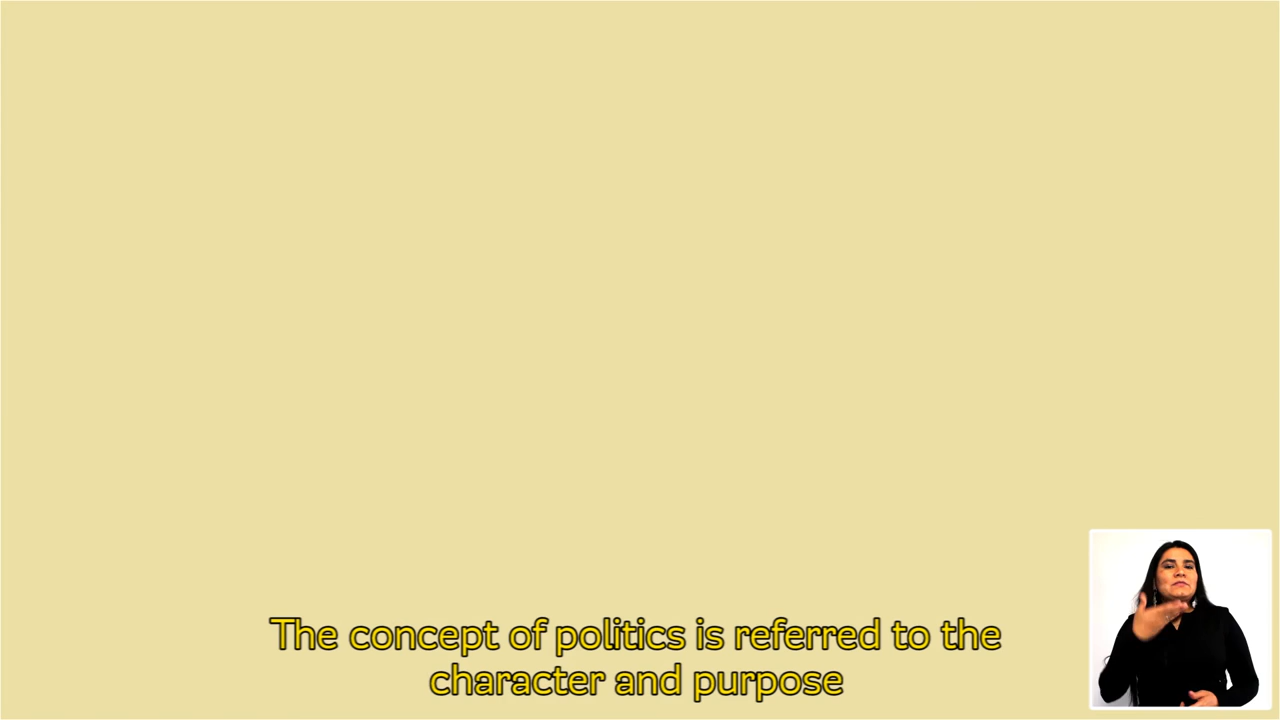 The concept of politics is referred to the
character and purpose